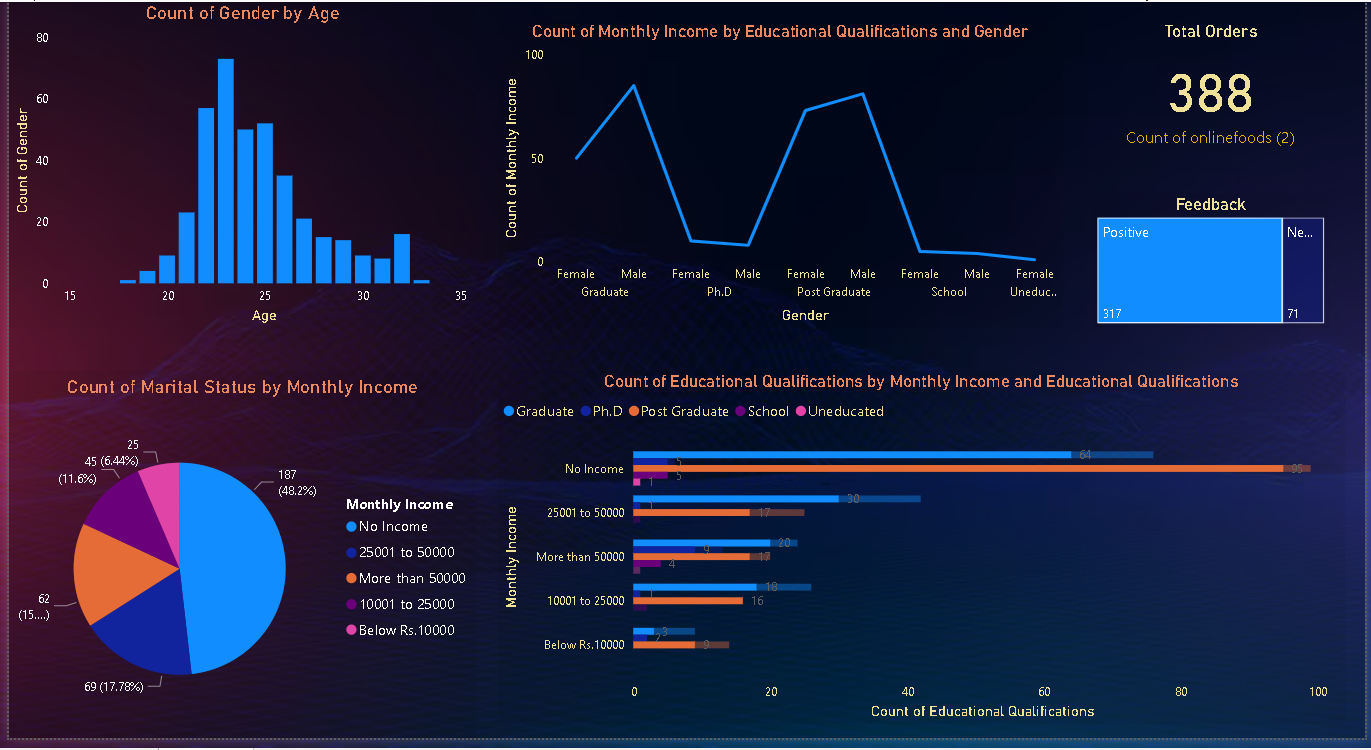 Count of Gender by Age
Count of Gender
80
60
40
20
0
15
20
25
30
35
Age
Count of Monthly Income by Educational Qualifications and Gender
Count of Monthly Income
100
50
0
Female Male Female Male Female Male Female Male Female
Graduate Ph.D Post Graduate School Uneduc..
Gender
Total Orders
388
Count of onlinefoods (2)
Feedback
Positive
317
Ne...
71
Count of Marital Status by Monthly Income
25
(6.44%)
45
(11.6%)
187
(48.2%)
62
(15....)
69 (17.78%)
Monthly Income
No Income
25001 to 50000
More than 50000
10001 to 25000
Below Rs.10000
Count of Educational Qualifications by Monthly Income and Educational Qualifications
Graduate Ph.D Post Graduate School Uneducated
Monthly Income
No Income
64
5
95
5
1
25001 to 50000
30
1
17
More than 50000
20
9
17
4
10001 to 25000
18
1
16
Below Rs.10000
3
2
9
0 20 40 60 80 100
Count of Educational Qualifications